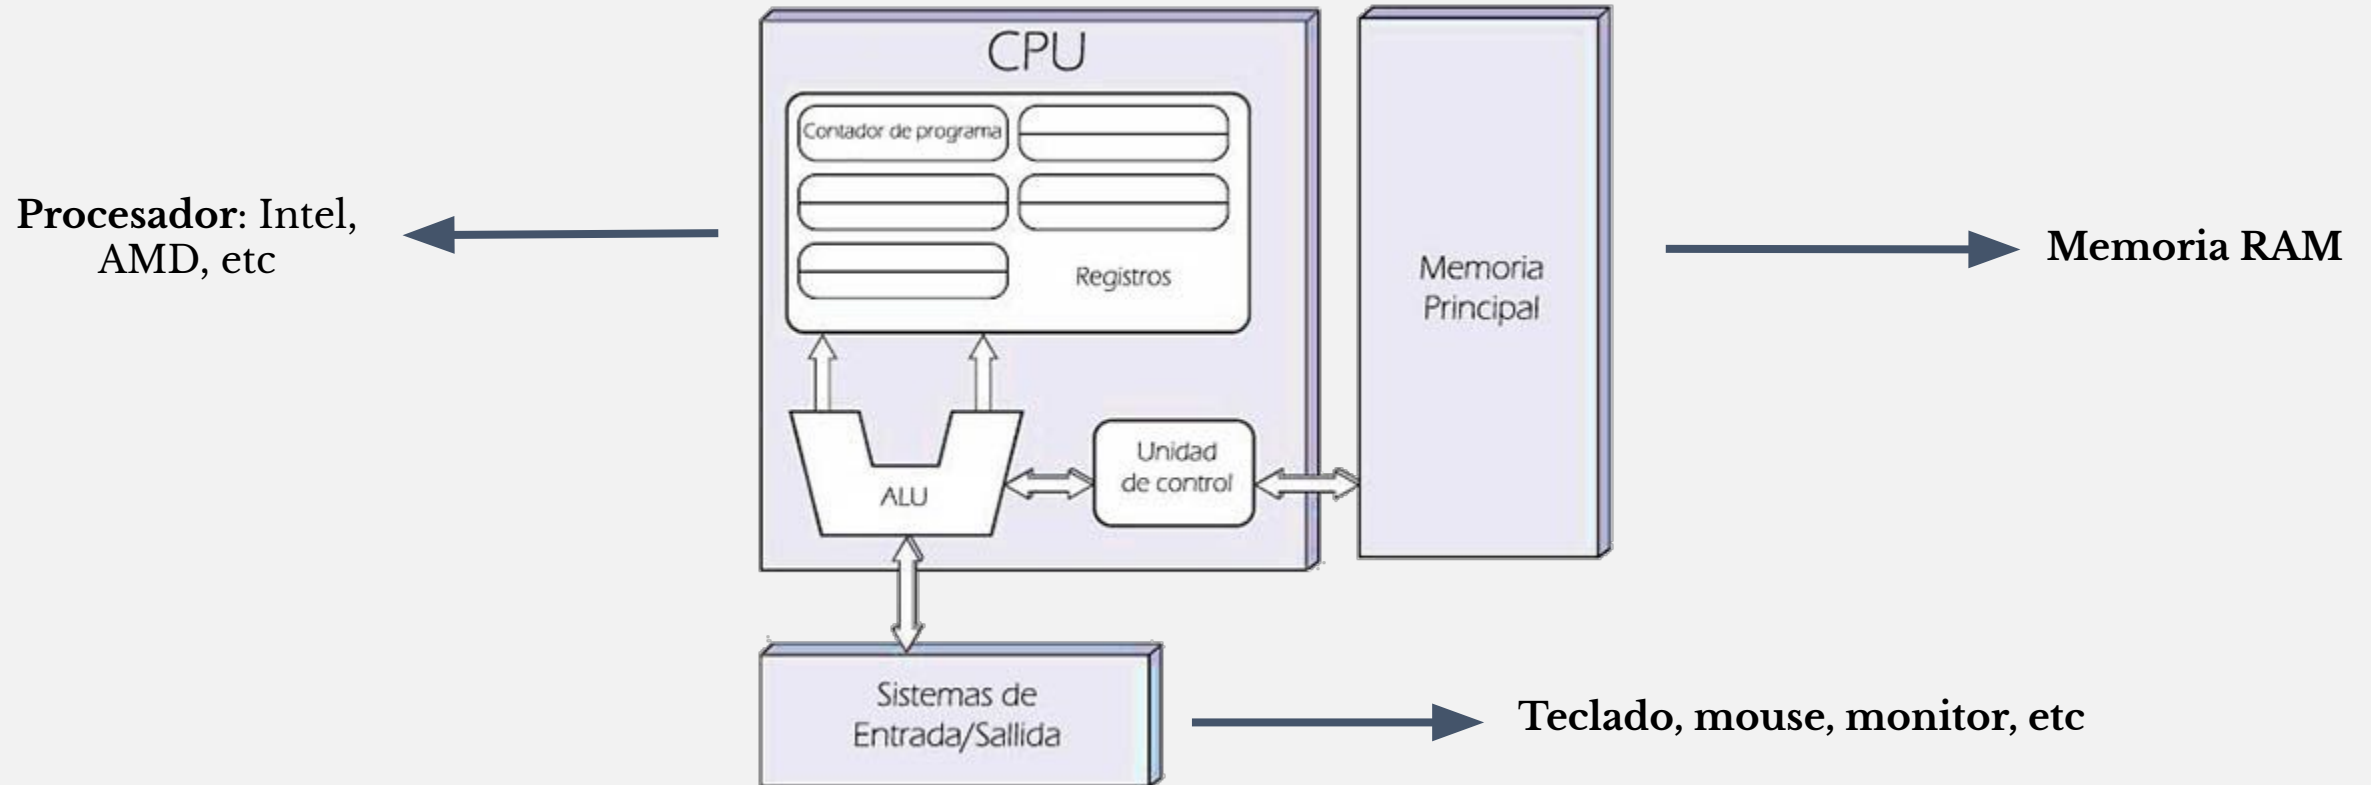 CPU
Contador de programa
Registros
Procesador: Intel,
AMD, etc
Memoria
Principal
Memoria RAM
ALU
Unidad
de control
Sistemas de
Entrada/Sallida
Teclado, mouse, monitor, etc